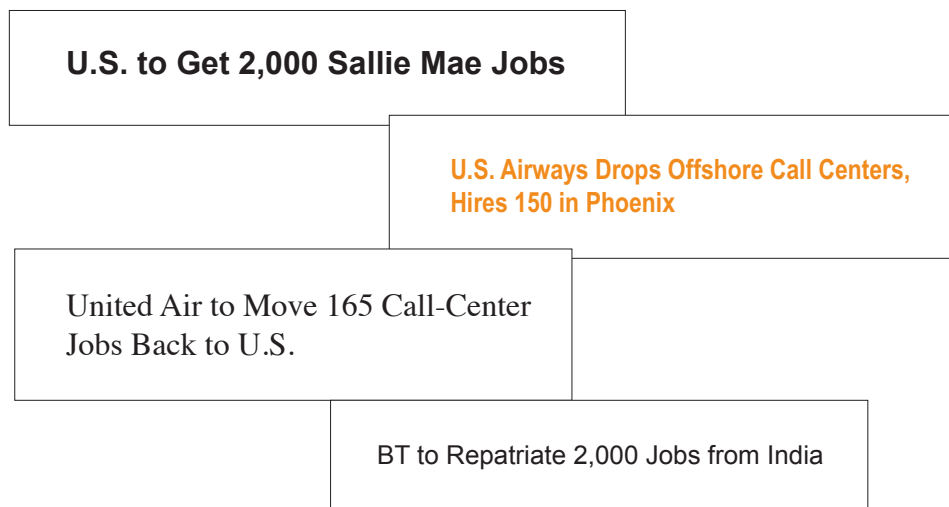 U.S. to Get 2,000 Sallie Mae Jobs
U.S. Airways Drops Offshore Call Centers,
Hires 150 in Phoenix
United Air to Move 165 Call-Center
Jobs Back to U.S.
BT to Repatriate 2,000 Jobs from India